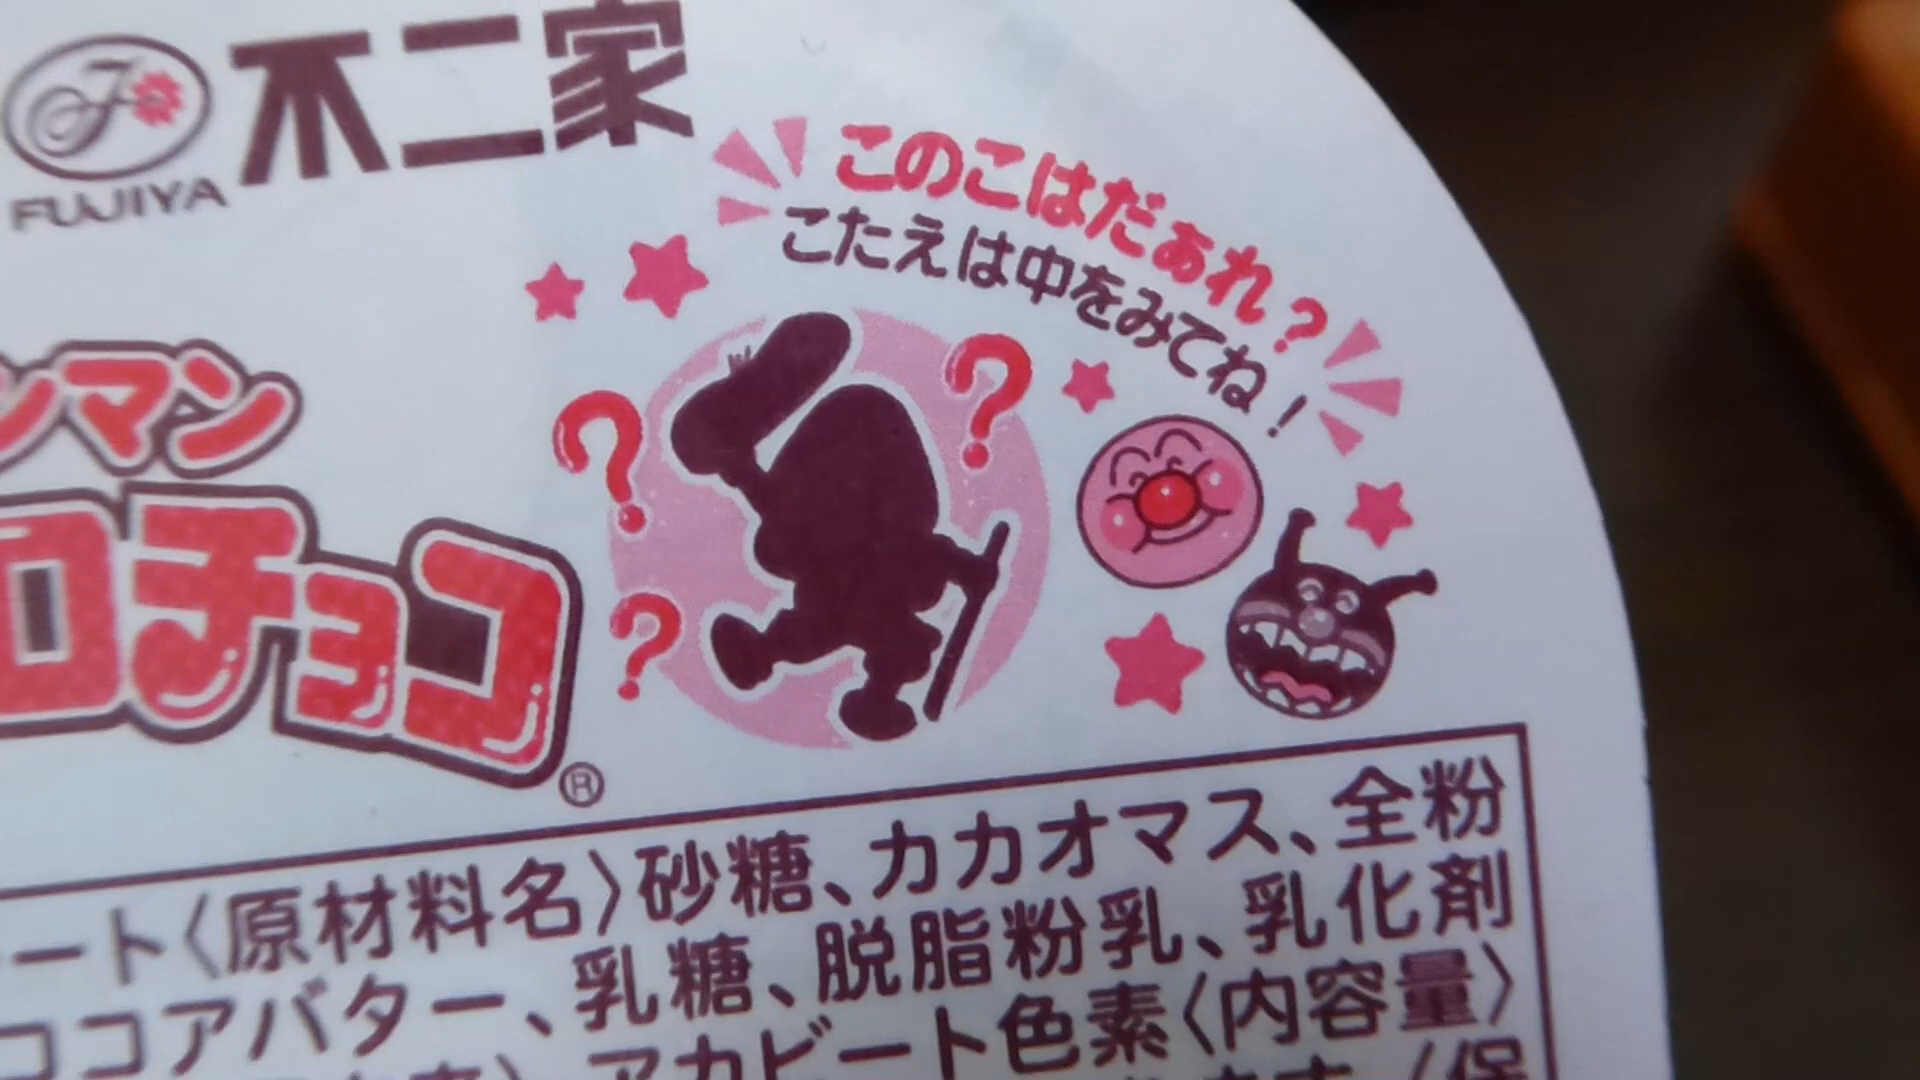 不二家
FUJIYA
このこはだぁれ?
こたえは中をみてね!
ンマン
ロチョコ
®
ート〈原材料名〉砂糖、カカオマス、全粉
ココアバター、乳糖、脱脂粉乳、乳化剤
アカビート色素〈内容量〉